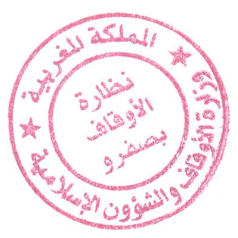 المملكة المغربية
وزارة الأوقاف والشؤون الإسلامية
نظارة
الأوقاف
بصفرو